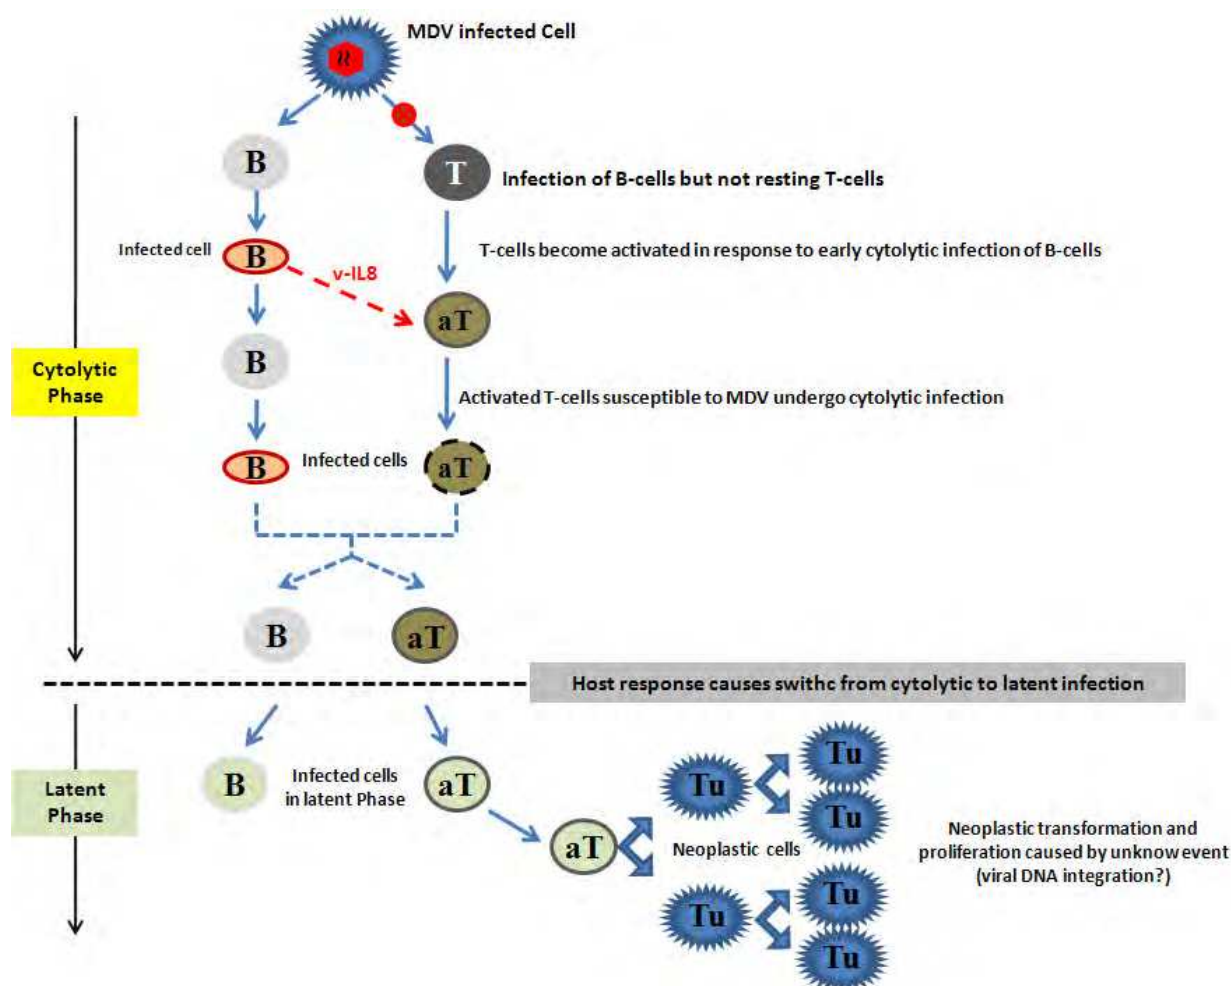 MDV infected Cell
B
T
Infection of B-cells but not resting T-cells
Infected cell
B
v-IL8
T-cells become activated in response to early cytolytic infection of B-cells
aT
B
Cytolytic
Phase
Activated T-cells susceptible to MDV undergo cytolytic infection
B
Infected cells
aT
B
aT
Host response causes swithc from cytolytic to latent infection
B
Infected cells
in latent Phase
aT
Latent
Phase
aT
Tu
Tu
Tu
Neoplastic cells
Tu
Tu
Tu
Neoplastic transformation and
proliferation caused by unknow event
(viral DNA integration?)